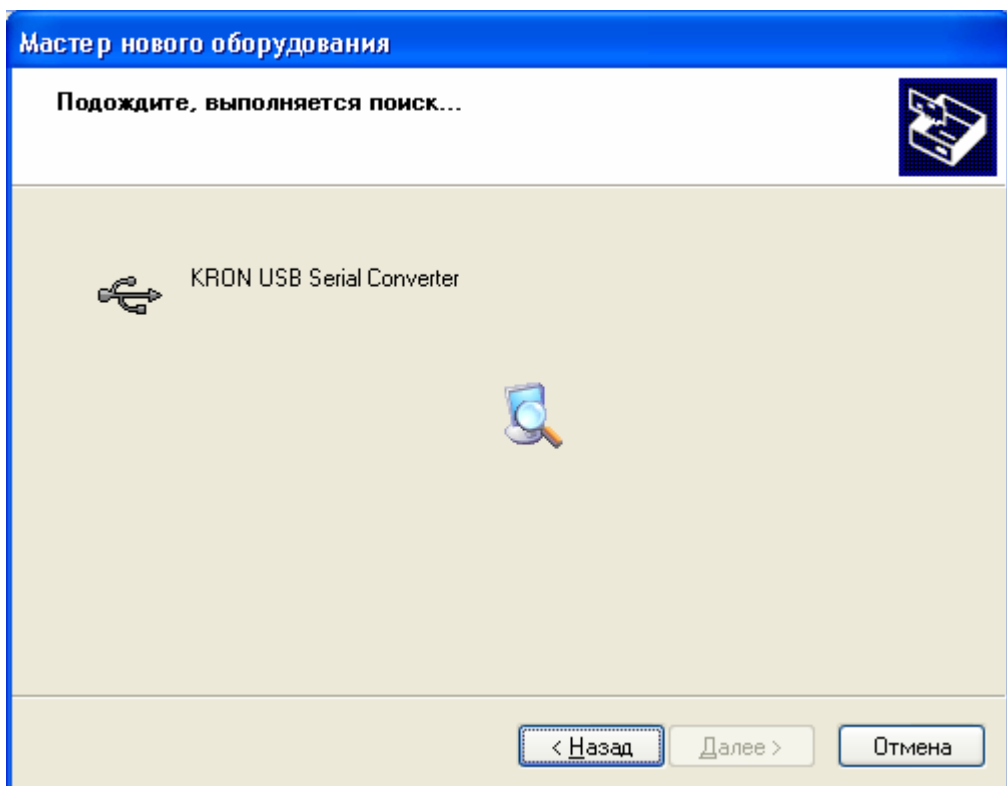 Мастер нового оборудования
Подождите, выполняется поиск...
KRON USB Serial Converter
< Назад
Далее >
Отмена